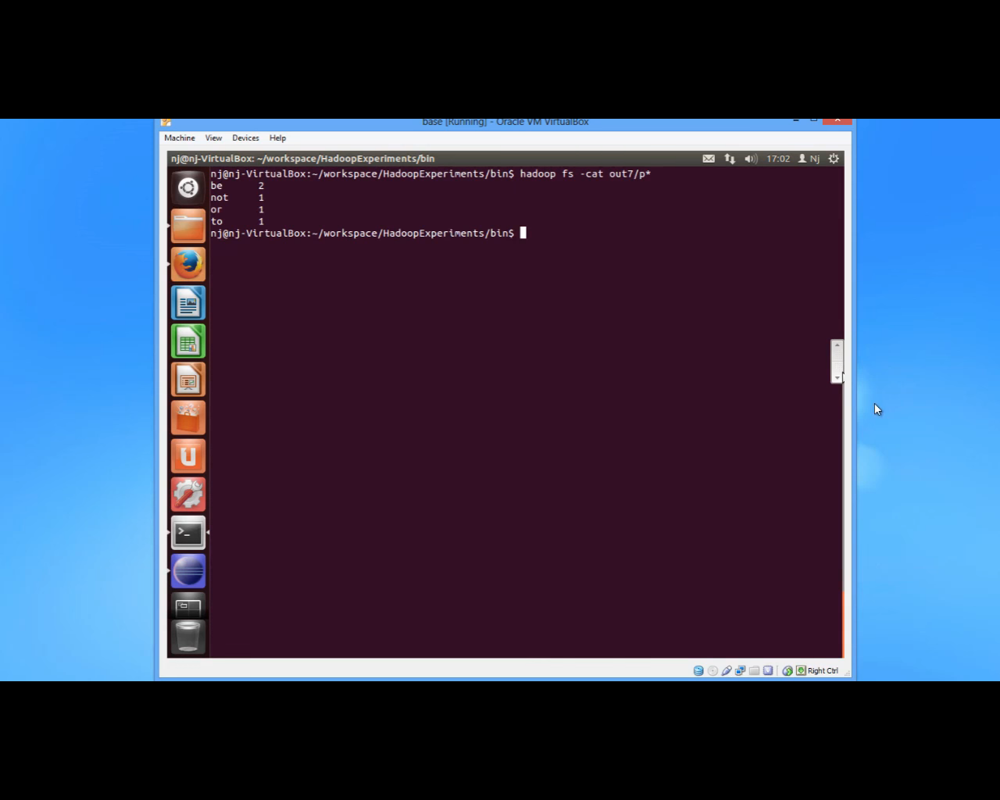 base [Running] - Oracle VM VirtualBox
Machine View Devices Help
nj@nj-VirtualBox: ~/workspace/HadoopExperiments/bin 17:02 Nj
nj@nj-VirtualBox:~/workspace/HadoopExperiments/bin$ hadoop fs -cat out7/p*
be 2
not 1
or 1
to 1
nj@nj-VirtualBox:~/workspace/HadoopExperiments/bin$
Right Ctrl